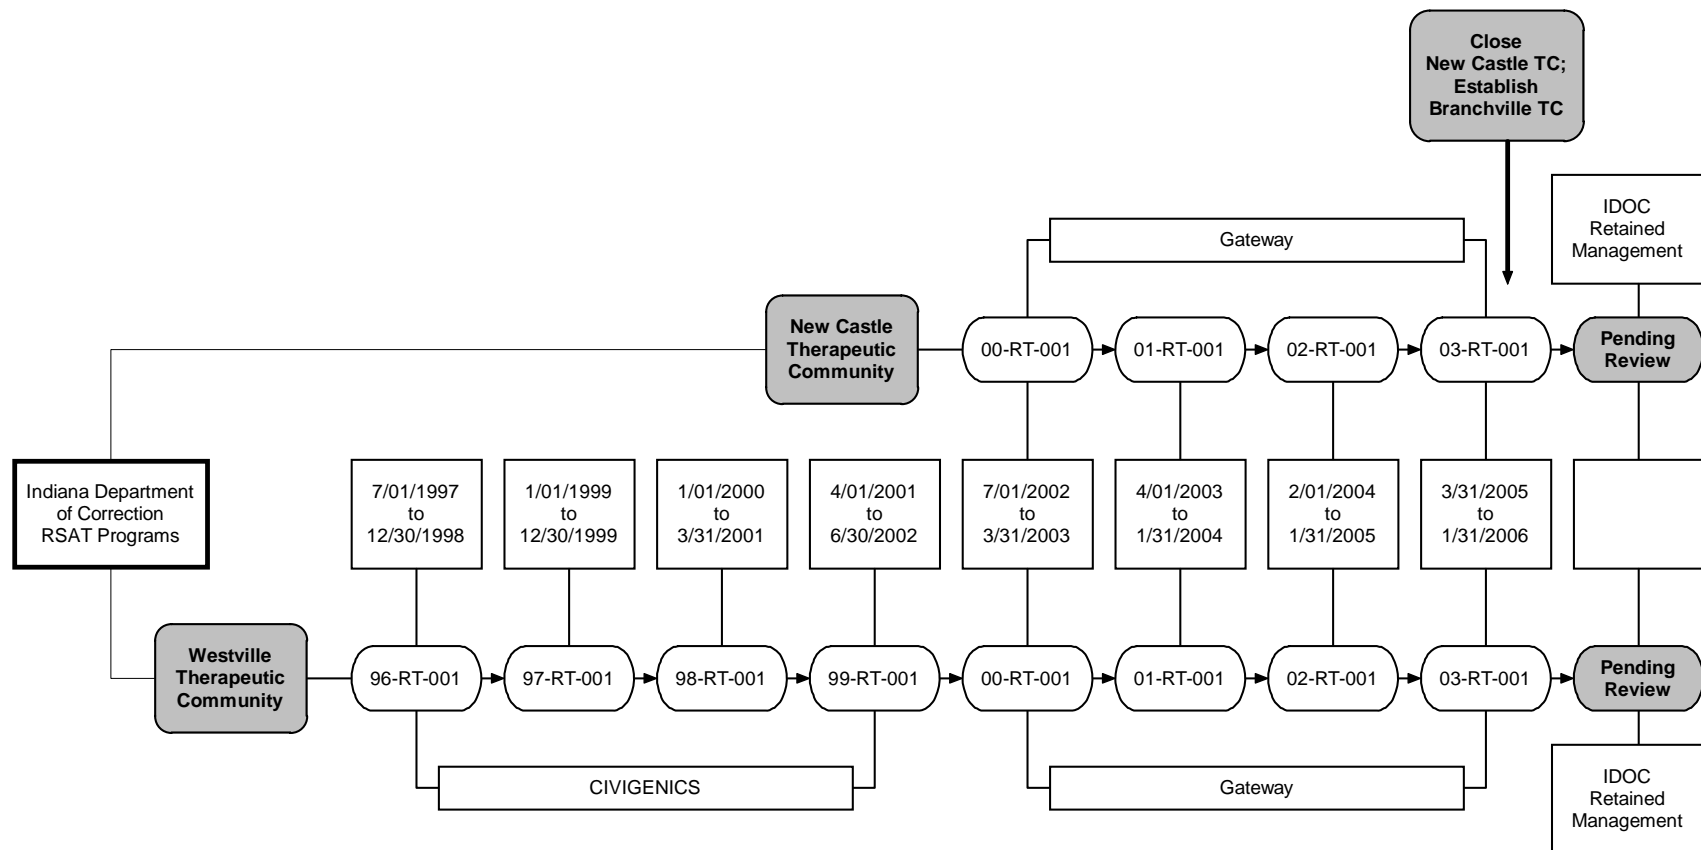 Close
New Castle TC;
Establish
Branchville TC
IDOC
Retained
Management
Gateway
New Castle
Therapeutic
Community
00-RT-001
01-RT-001
02-RT-001
03-RT-001
Pending
Review
Indiana Department
of Correction
RSAT Programs
7/01/1997
to
12/30/1998
1/01/1999
to
12/30/1999
1/01/2000
to
3/31/2001
4/01/2001
to
6/30/2002
7/01/2002
to
3/31/2003
4/01/2003
to
1/31/2004
2/01/2004
to
1/31/2005
3/31/2005
to
1/31/2006
Westville
Therapeutic
Community
96-RT-001
97-RT-001
98-RT-001
99-RT-001
00-RT-001
01-RT-001
02-RT-001
03-RT-001
Pending
Review
CIVIGENICS
Gateway
IDOC
Retained
Management